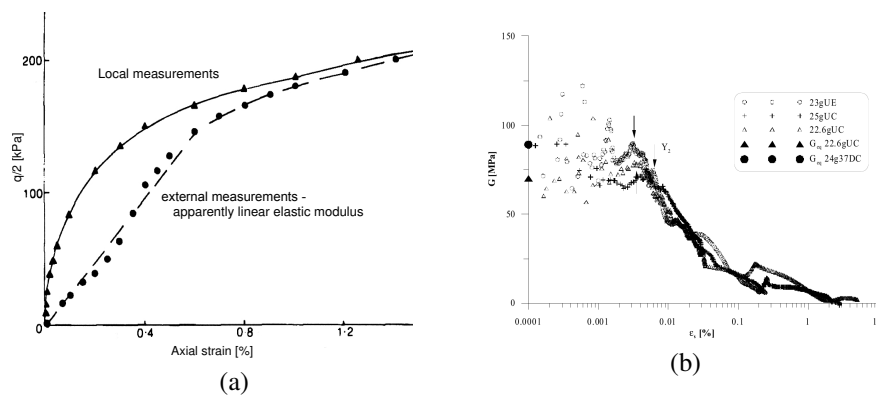 200
q/2 [kPa]
100
0
Local measurements
external measurements -
apparently linear elastic modulus
0·4
0·8
1·2
Axial strain [%]
(a)
150
100
G [MPa]
50
0
23gUE
25gUC
22.6gUC
Geq 22.6gUC
Geq 24g37DC
Y2
0.0001
0.001
0.01
0.1
1
εs [%]
(b)